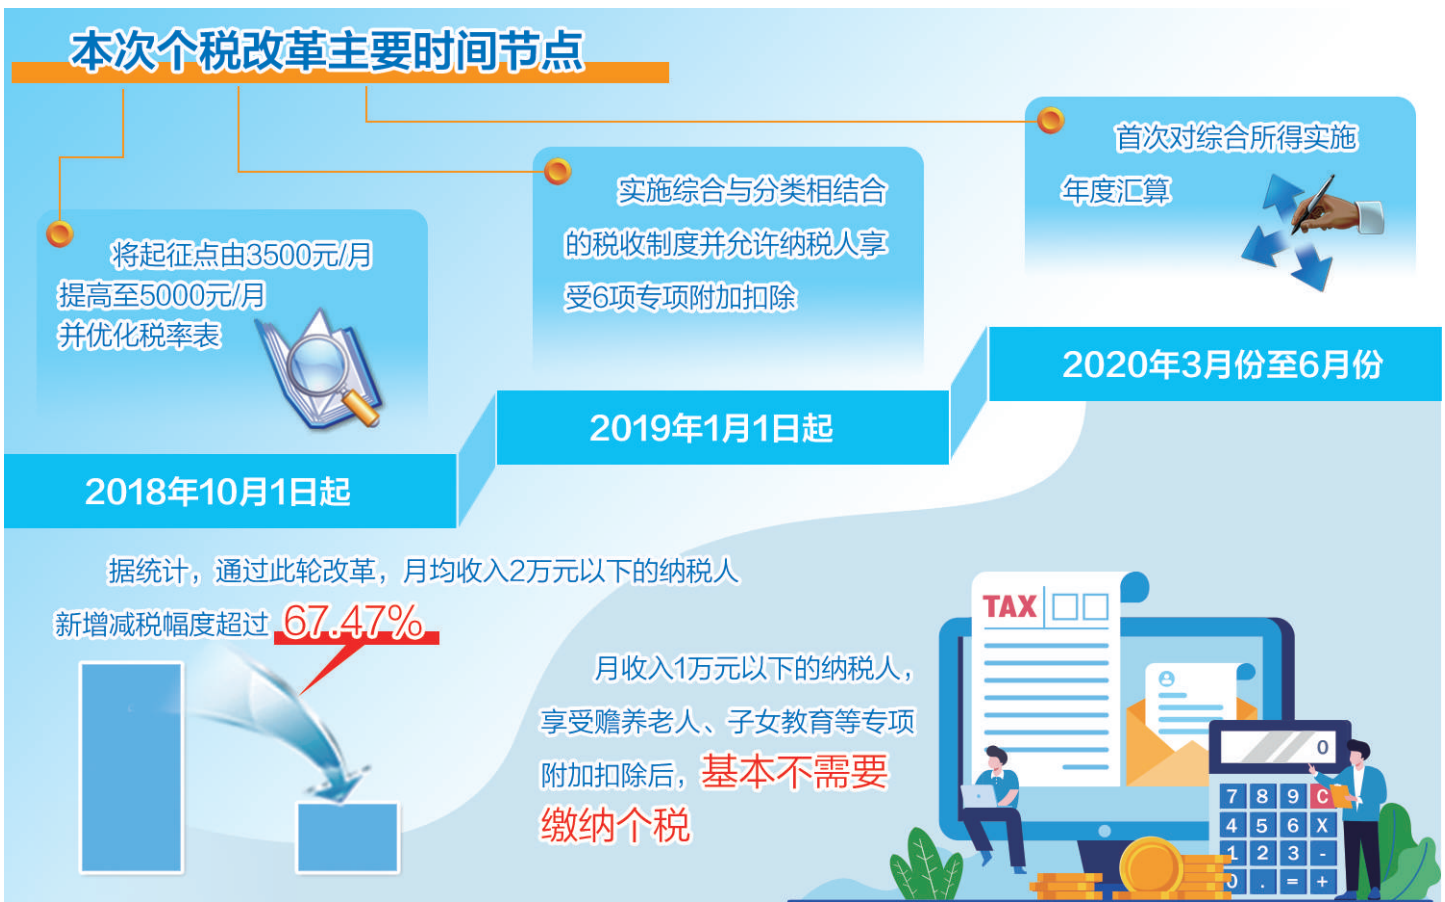 本次个税改革主要时间节点
将起征点由3500元/月
提高至5000元/月
并优化税率表
2018年10月1日起
实施综合与分类相结合
的税收制度并允许纳税人享
受6项专项附加扣除
2019年1月1日起
首次对综合所得实施
年度汇算
2020年3月份至6月份
据统计，通过此轮改革，月均收入2万元以下的纳税人
新增减税幅度超过 67.47%
月收入1万元以下的纳税人，
享受赡养老人、子女教育等专项
附加扣除后，基本不需要
缴纳个税
TAX
0
7 8 9 C
4 5 6 X
1 2 3 -
0 . = +